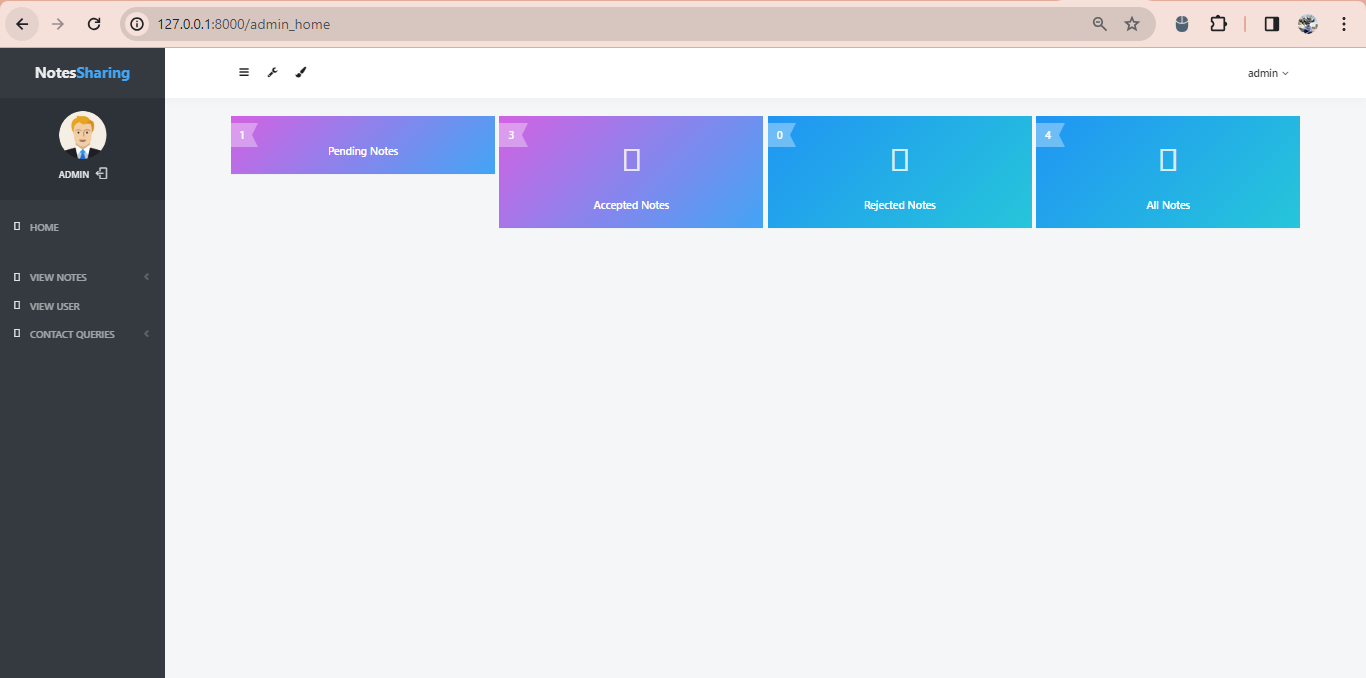 127.0.0.1:8000/admin_home
NotesSharing
admin
ADMIN
HOME
VIEW NOTES
VIEW USER
CONTACT QUERIES
1
Pending Notes
3
Accepted Notes
0
Rejected Notes
4
All Notes